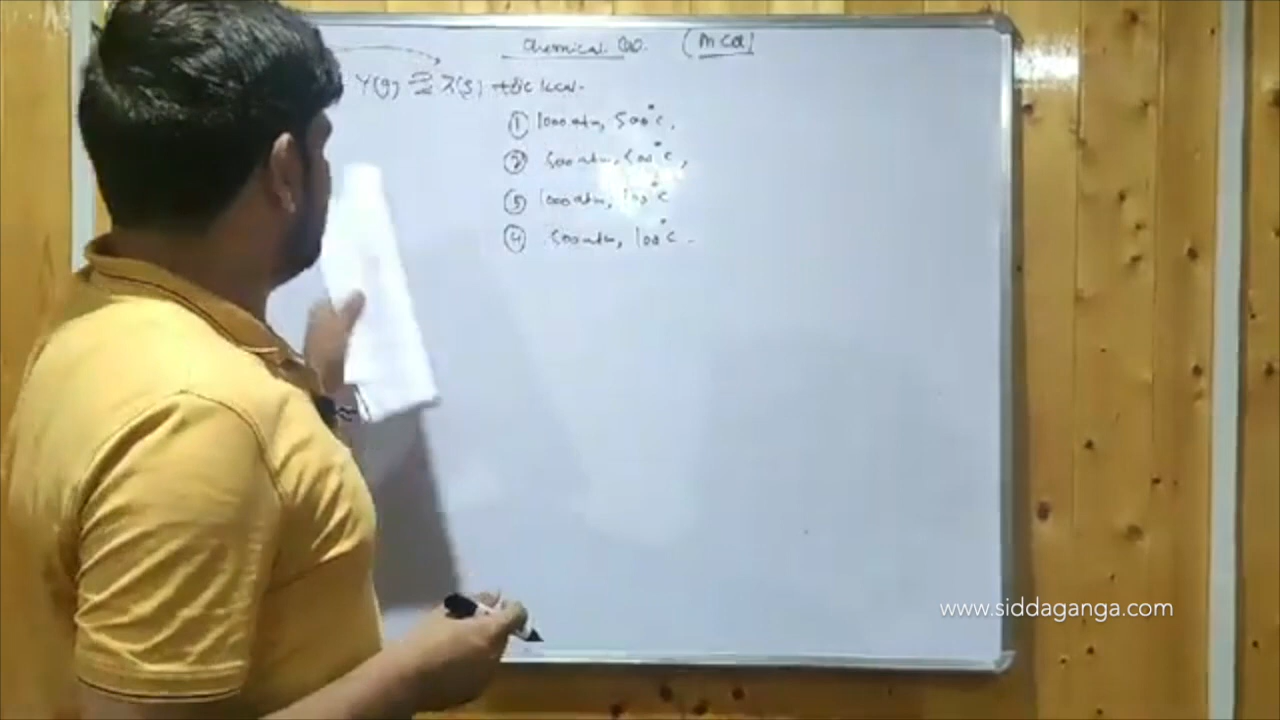 Chemical EQ. (MCQ)
Y(g) ⇌ Z(g) + kcal.
① 1000 atm, 500°C,
② 500 atm, 500°C,
③ 1000 atm, 100°C
④ 500 atm, 100°C.
www.siddaganga.com